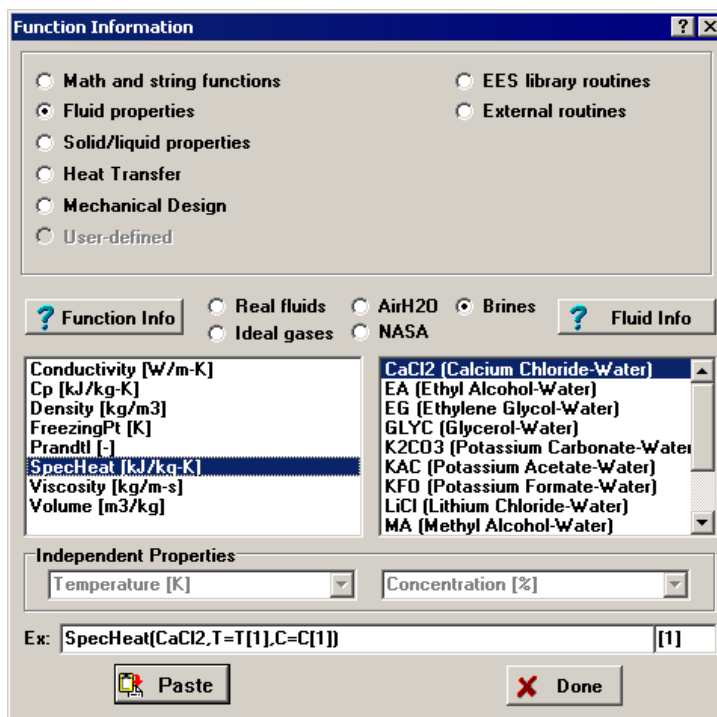 Function Information
Math and string functions
EES library routines
Fluid properties
External routines
Solid/liquid properties
Heat Transfer
Mechanical Design
User-defined
? Function Info
Real fluids
AirH2O
Brines
Ideal gases
NASA
? Fluid Info
Conductivity [W/m-K]
Cp [kJ/kg-K]
Density [kg/m3]
FreezingPt [K]
Prandtl [-]
SpecHeat [kJ/kg-K]
Viscosity [kg/m-s]
Volume [m3/kg]
CaCl2 (Calcium Chloride-Water)
EA (Ethyl Alcohol-Water)
EG (Ethylene Glycol-Water)
GLYC (Glycerol-Water)
K2CO3 (Potassium Carbonate-Water
KAC (Potassium Acetate-Water)
KFO (Potassium Formate-Water)
LiCl (Lithium Chloride-Water)
MA (Methyl Alcohol-Water)
Independent Properties
Temperature [K]
Concentration [%]
Ex: SpecHeat(CaCl2,T=T[1],C=C[1]) [1]
Paste
Done